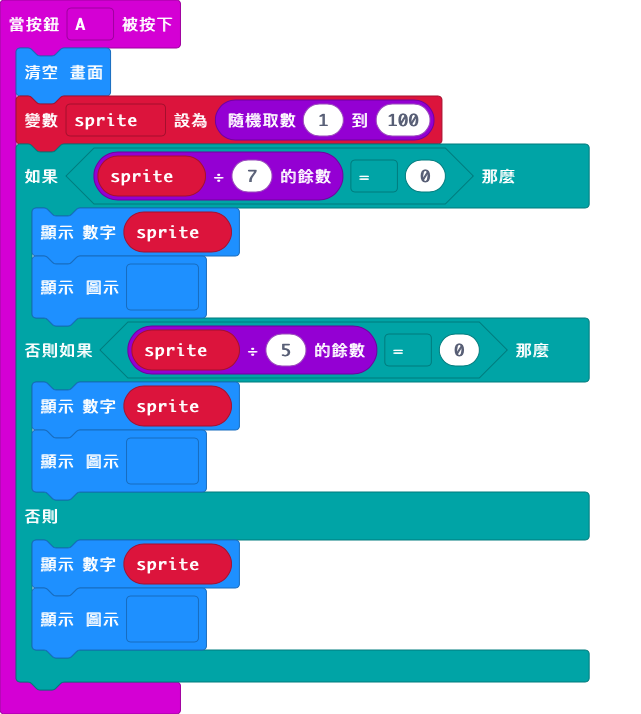 當按鈕 A 被按下
清空 畫面
變數 sprite 設為 隨機取數 1 到 100
如果 sprite ÷ 7 的餘數 = 0 那麼
顯示 數字 sprite
顯示 圖示
否則如果 sprite ÷ 5 的餘數 = 0 那麼
顯示 數字 sprite
顯示 圖示
否則
顯示 數字 sprite
顯示 圖示